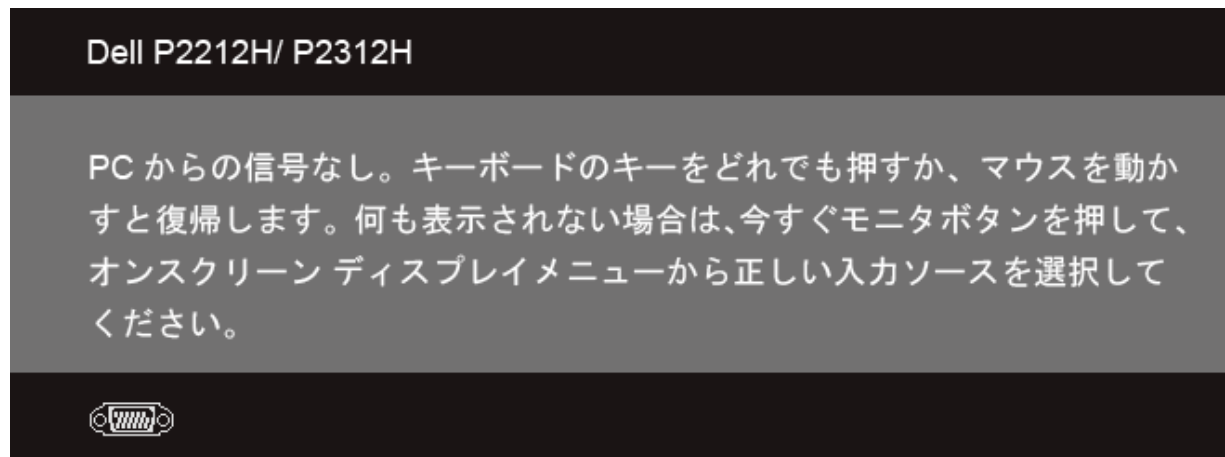 Dell P2212H/ P2312H
PC からの信号なし。キーボードのキーをどれでも押すか、マウスを動か
すと復帰します。何も表示されない場合は、今すぐモニタボタンを押して、
オンスクリーン ディスプレイメニューから正しい入力ソースを選択して
ください。